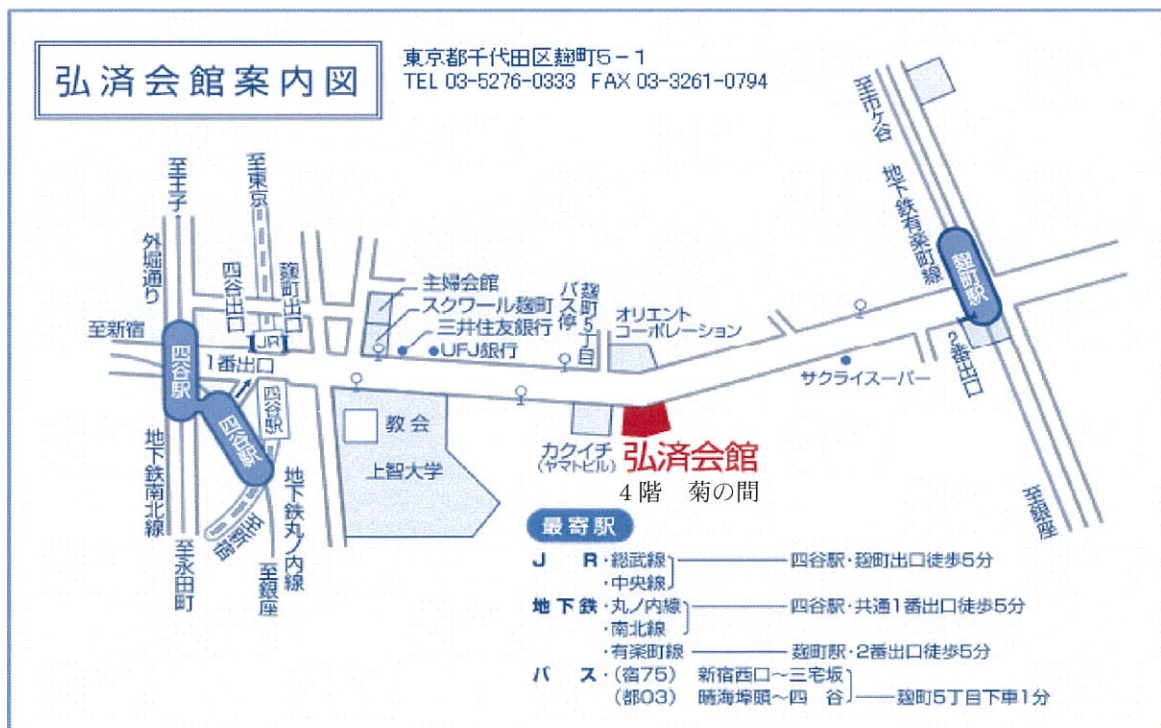 弘済会館案内図
東京都千代田区麹町5-1
TEL 03-5276-0333 FAX 03-3261-0794
至王子
至東京
至市ケ谷
地下鉄有楽町線
外堀通り
四谷出口
麹町出口
主婦会館
スクワール麹町
三井住友銀行
UFJ銀行
バス停
麹町5丁目
オリエント
コーポレーション
麹町駅
2番出口
サクライスーパー
至新宿
四谷駅
JR
1番出口
四谷駅
四谷駅
教会
上智大学
カクイチ
(ヤマトビル)
弘済会館
4階 菊の間
地下鉄南北線
至永田町
至新宿
至銀座
地下鉄丸ノ内線
至銀座
最寄駅
JR・総武線 四谷駅・麹町出口徒歩5分
・中央線
地下鉄・丸ノ内線 四谷駅・共通1番出口徒歩5分
・南北線
・有楽町線 麹町駅・2番出口徒歩5分
バス・(宿75) 新宿西口～三宅坂
(都03) 晴海埠頭～四谷 麹町5丁目下車1分